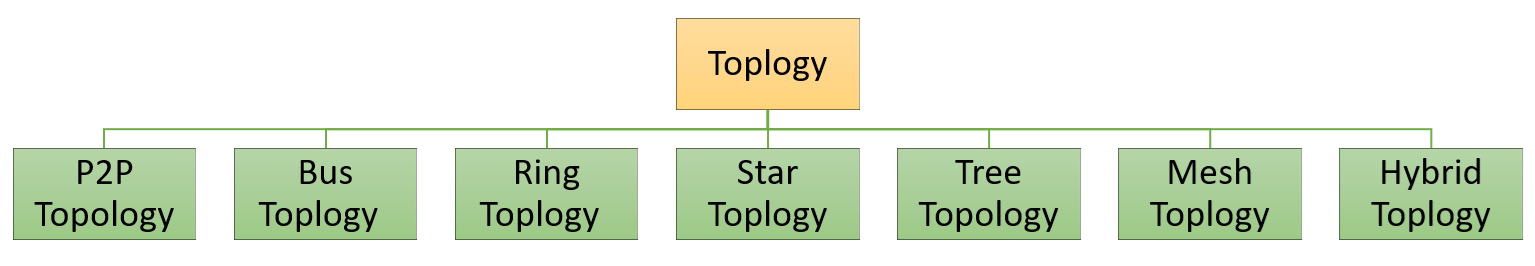 Toplogy
P2P
Topology
Bus
Toplogy
Ring
Toplogy
Star
Toplogy
Tree
Topology
Mesh
Toplogy
Hybrid
Toplogy